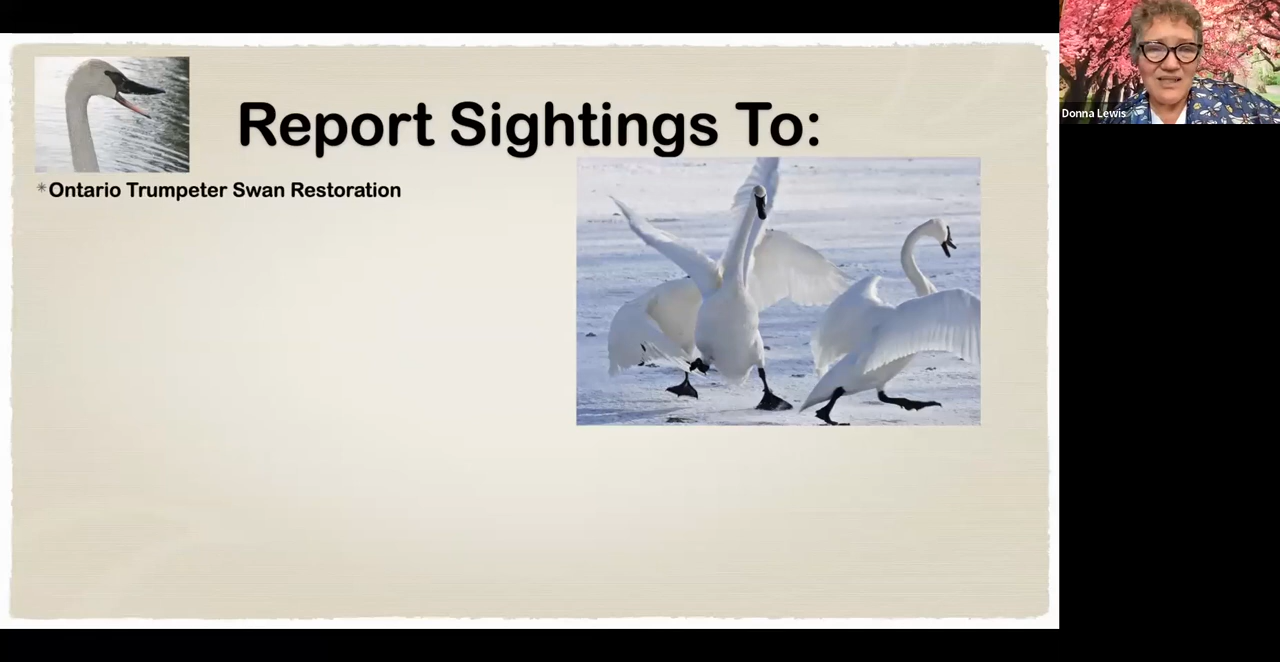 Report Sightings To:
*Ontario Trumpeter Swan Restoration
Donna Lewis